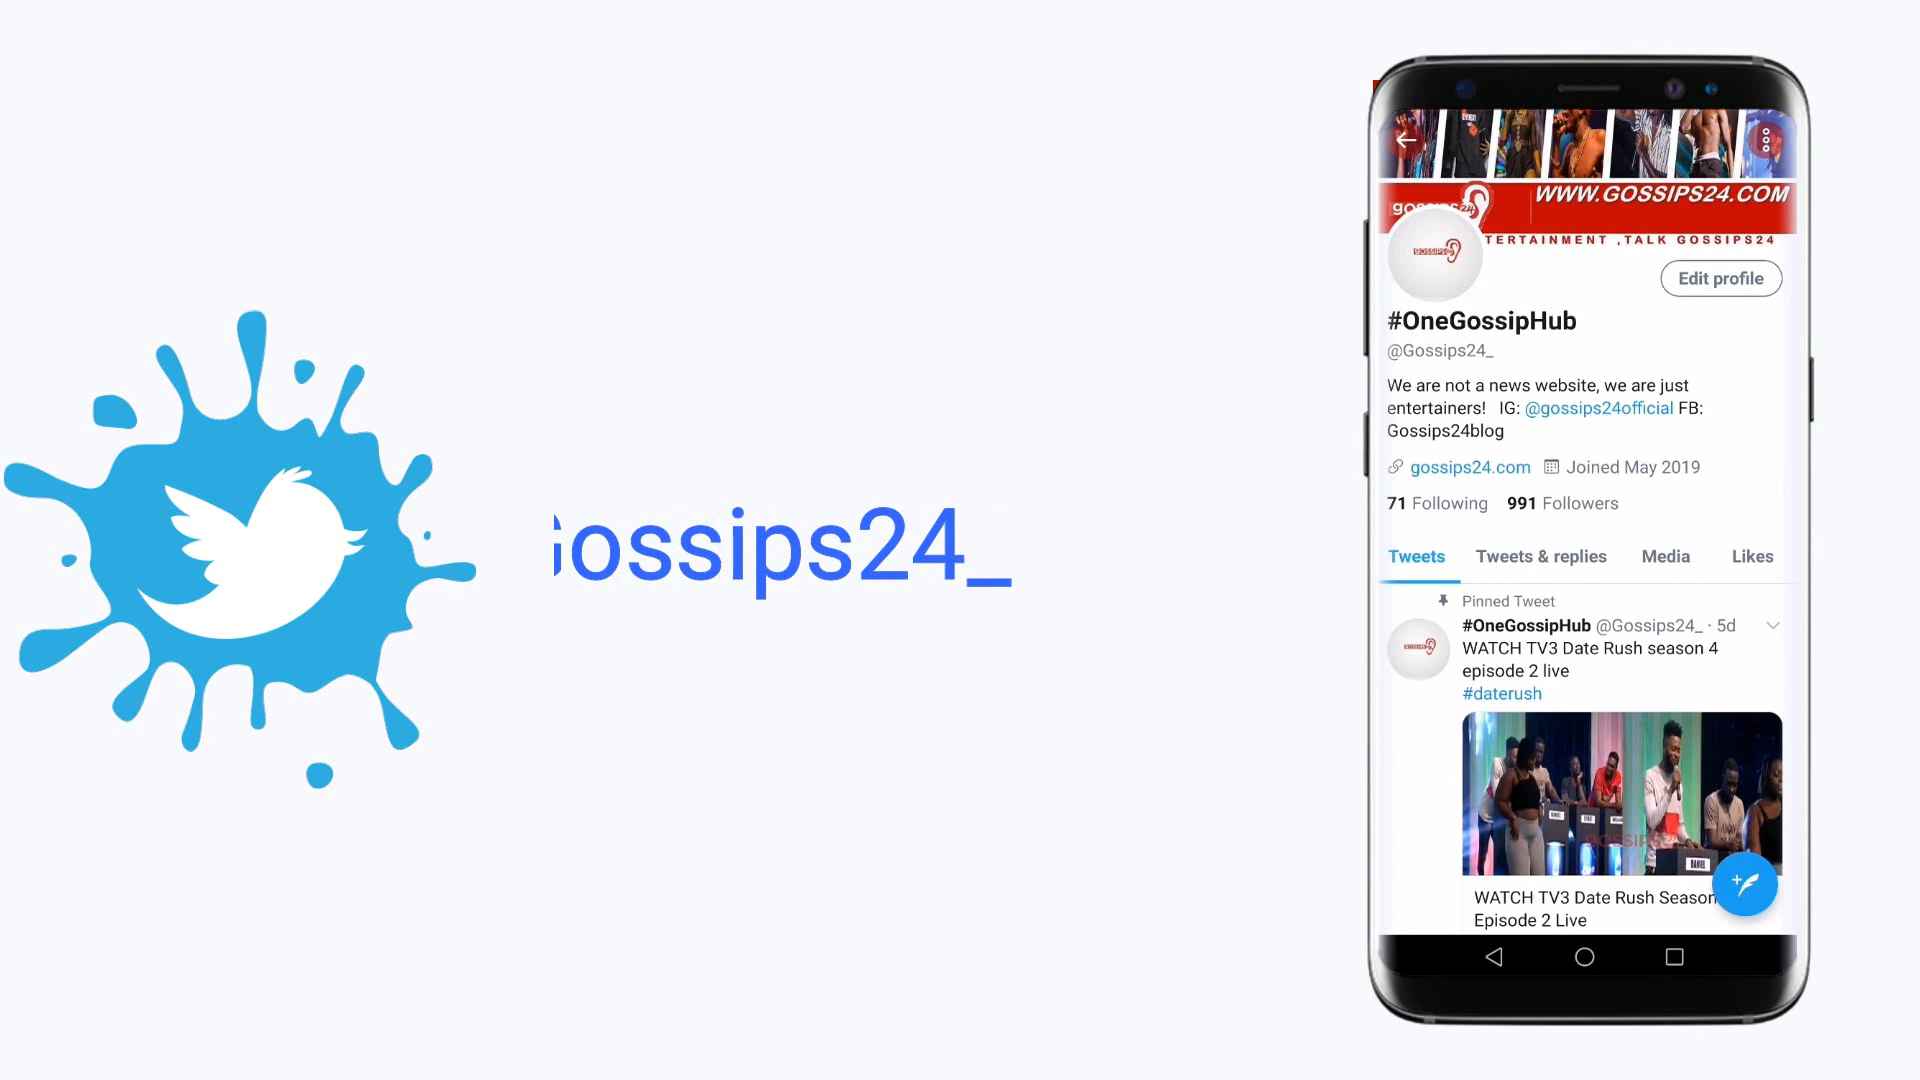 Gossips24_
WWW.GOSSIPS24.COM
TERTAINMENT ,TALK GOSSIPS24
GOSSIPS24
Edit profile
#OneGossipHub
@Gossips24_
We are not a news website, we are just
entertainers! IG: @gossips24official FB:
Gossips24blog
gossips24.com Joined May 2019
71 Following 991 Followers
Tweets Tweets & replies Media Likes
Pinned Tweet
#OneGossipHub @Gossips24_ · 5d
WATCH TV3 Date Rush season 4
episode 2 live
#daterush
GOSSIPS24
WATCH TV3 Date Rush Season
Episode 2 Live